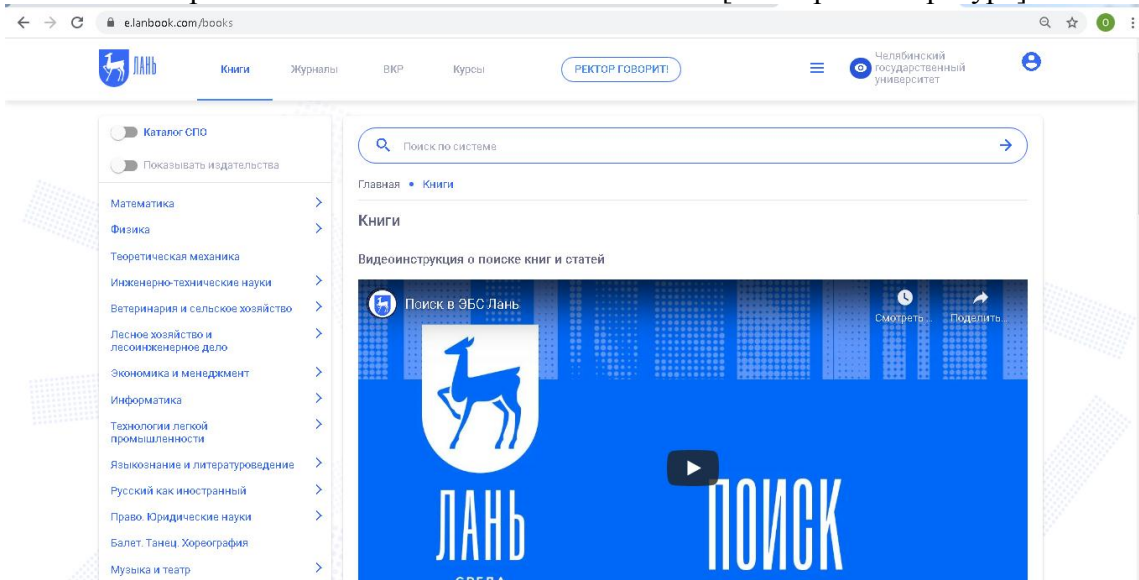 e.lanbook.com/books
О
ЛАНЬ
Книги
Журналы
ВКР
Курсы
РЕКТОР ГОВОРИТ!
Челябинский
государственный
университет
Каталог СПО
Показывать издательства
Математика
Физика
Теоретическая механика
Инженерно-технические науки
Ветеринария и сельское хозяйство
Лесное хозяйство и
лесоинженерное дело
Экономика и менеджмент
Информатика
Технологии легкой
промышленности
Языкознание и литературоведение
Русский как иностранный
Право. Юридические науки
Балет. Танец. Хореография
Музыка и театр
Поиск по системе
Главная • Книги
Книги
Видеоинструкция о поиске книг и статей
Поиск в ЭБС Лань
Смотреть...
Поделить...
ЛАНЬ
ПОИСК